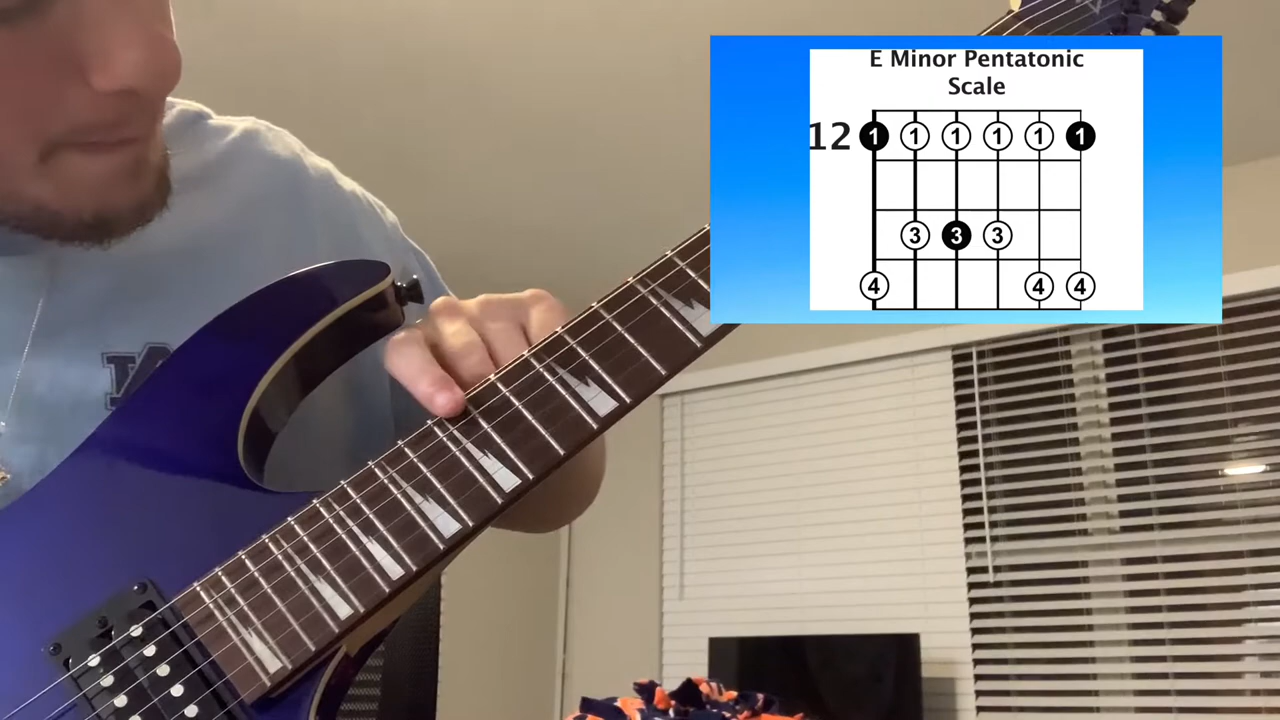 E Minor Pentatonic
Scale
12 1 1 1 1 1 1
3 3 3
4 4 4